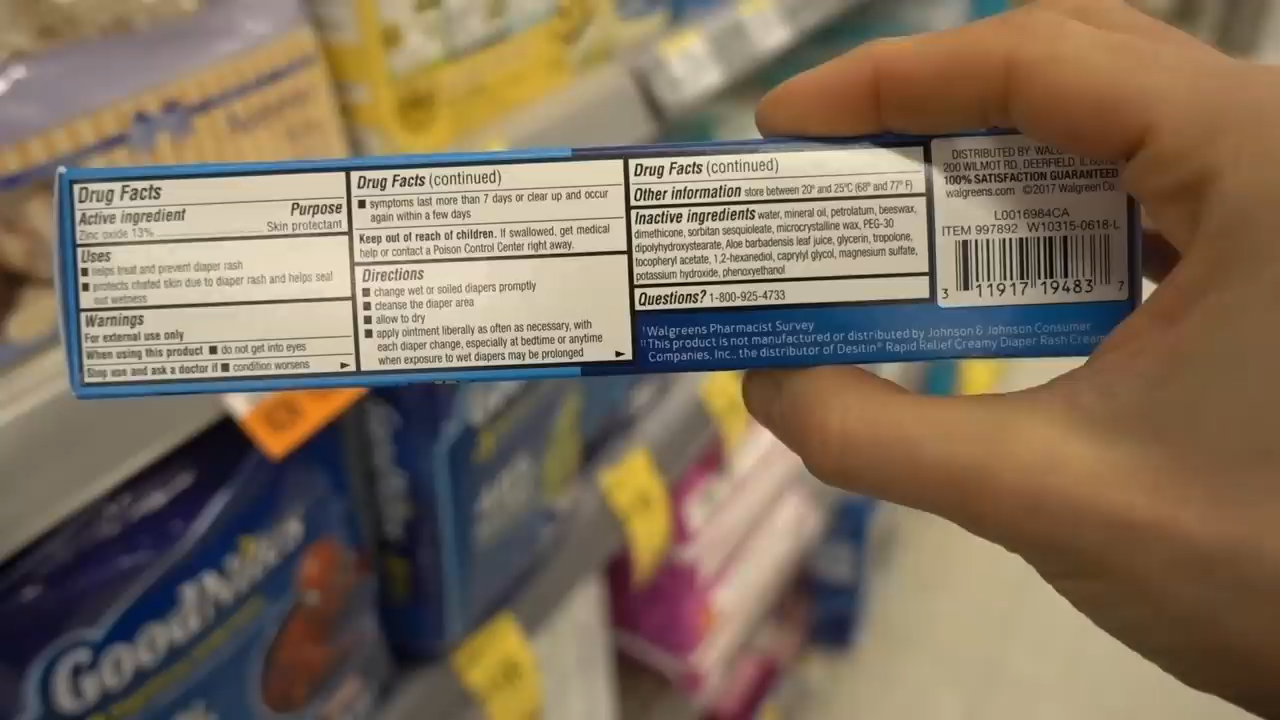 Drug Facts
Active ingredient Purpose
Zinc oxide 13% Skin protectant
Uses
■ helps treat and prevent diaper rash
■ protects chafed skin due to diaper rash and helps seal
out wetness
Warnings
For external use only
When using this product ■ do not get into eyes
Stop use and ask a doctor if ■ condition worsens
Drug Facts (continued)
■ symptoms last more than 7 days or clear up and occur
again within a few days
Keep out of reach of children. If swallowed, get medical
help or contact a Poison Control Center right away.
Directions
■ change wet or soiled diapers promptly
■ cleanse the diaper area
■ allow to dry
■ apply ointment liberally as often as necessary, with
each diaper change, especially at bedtime or anytime
when exposure to wet diapers may be prolonged
Drug Facts (continued)
Other information store between 20° and 25°C (68° and 77° F)
Inactive ingredients water, mineral oil, petrolatum, beeswax,
dimethicone, sorbitan sesquioleate, microcrystalline wax, PEG-30
dipolyhydroxystearate, Aloe barbadensis leaf juice, glycerin, tropolone,
tocopheryl acetate, 1,2-hexanediol, caprylyl glycol, magnesium sulfate,
potassium hydroxide, phenoxyethanol
Questions? 1-800-925-4733
†Walgreens Pharmacist Survey
††This product is not manufactured or distributed by Johnson & Johnson Consumer
Companies, Inc., the distributor of Desitin® Rapid Relief Creamy Diaper Rash Cream
DISTRIBUTED BY:
200 WILMOT RD., DEERFIELD, IL
100% SATISFACTION GUARANTEED
walgreens.com ©2017 Walgreen Co.
L0016984CA
ITEM 997892 W10315-0618-L
3 11917 19483 7
GoodNites